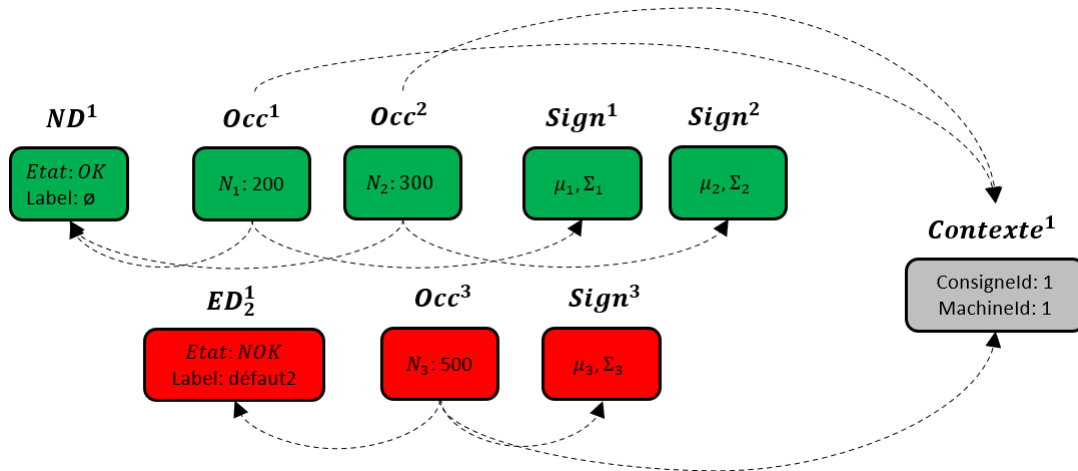 ND¹
Etat: OK
Label: ø
Occ¹
N₁: 200
Occ²
N₂: 300
Sign¹
μ₁, Σ₁
Sign²
μ₂, Σ₂
Contexte¹
ConsigneId: 1
MachineId: 1
ED₂¹
Etat: NOK
Label: défaut2
Occ³
N₃: 500
Sign³
μ₃, Σ₃